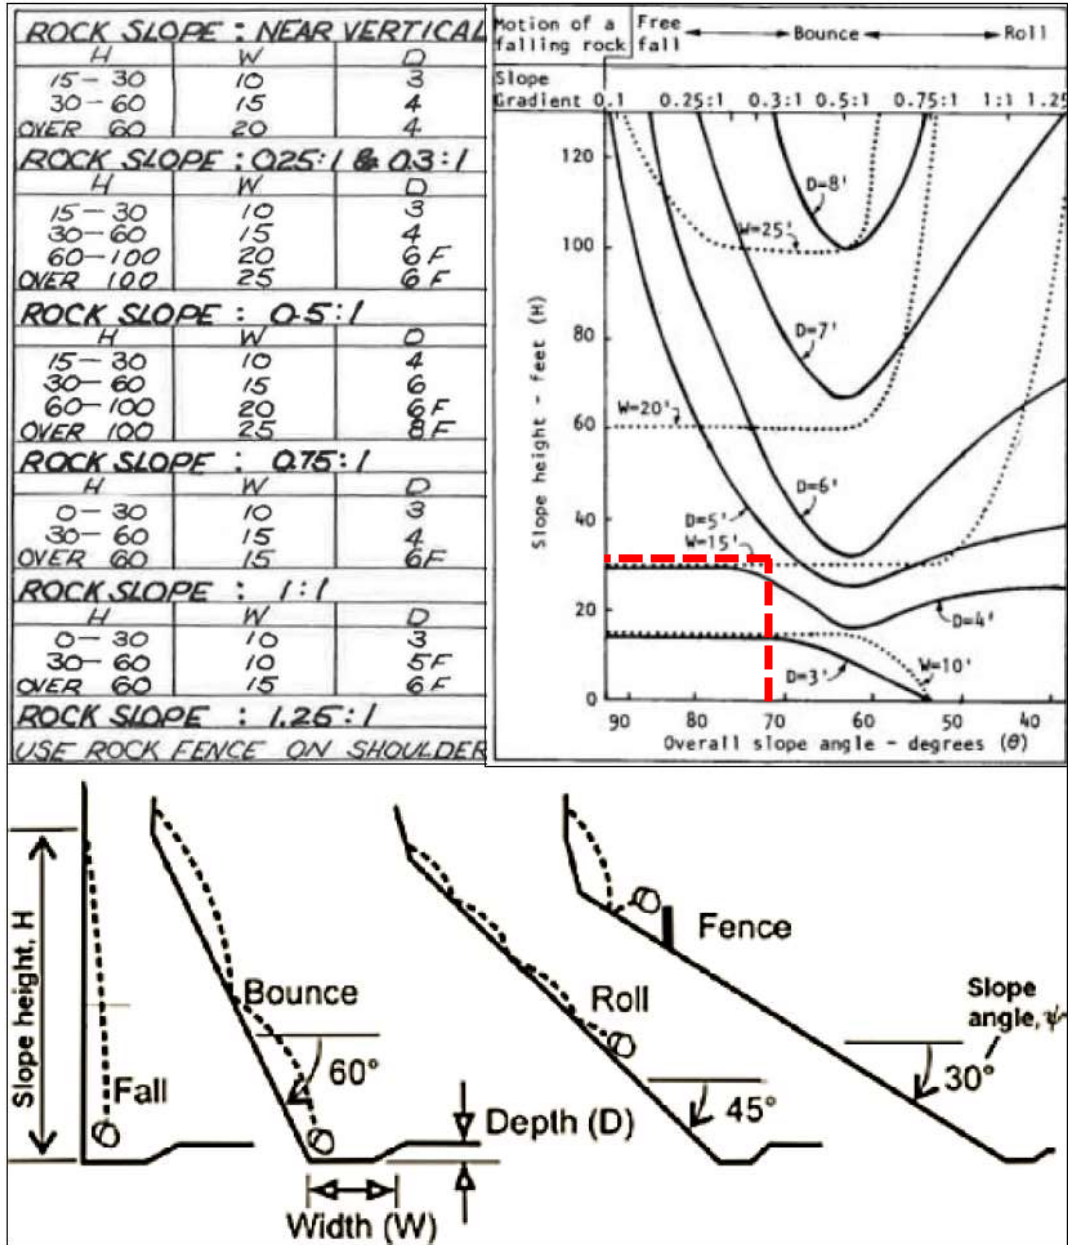 ROCK SLOPE : NEAR VERTICAL
H W D
15-30 10 3
30-60 15 4
OVER 60 20 4
ROCK SLOPE : 0.25:1 & 0.3:1
H W D
15-30 10 3
30-60 15 4
60-100 20 6F
OVER 100 25 6F
ROCK SLOPE : 0.5:1
H W D
15-30 10 4
30-60 15 6
60-100 20 6F
OVER 100 25 8F
ROCK SLOPE : 0.75:1
H W D
0-30 10 3
30-60 15 4
OVER 60 15 6F
ROCK SLOPE : 1:1
H W D
0-30 10 3
30-60 10 5F
OVER 60 15 6F
ROCK SLOPE : 1.25:1
USE ROCK FENCE ON SHOULDER
Motion of a falling rock
Free fall
Bounce
Roll
Slope Gradient 0.1 0.25:1 0.3:1 0.5:1 0.75:1 1:1 1.25
120
100
80
60
40
20
0
Slope height - feet (H)
D=8'
W=25'
D=7'
W=20'
D=6'
D=5'
W=15'
D=4'
D=3'
W=10'
90 80 70 60 50 40
Overall slope angle - degrees (θ)
Slope height, H
Fall
Bounce
60°
Width (W)
Depth (D)
Roll
45°
Fence
Slope
angle, ψ
30°